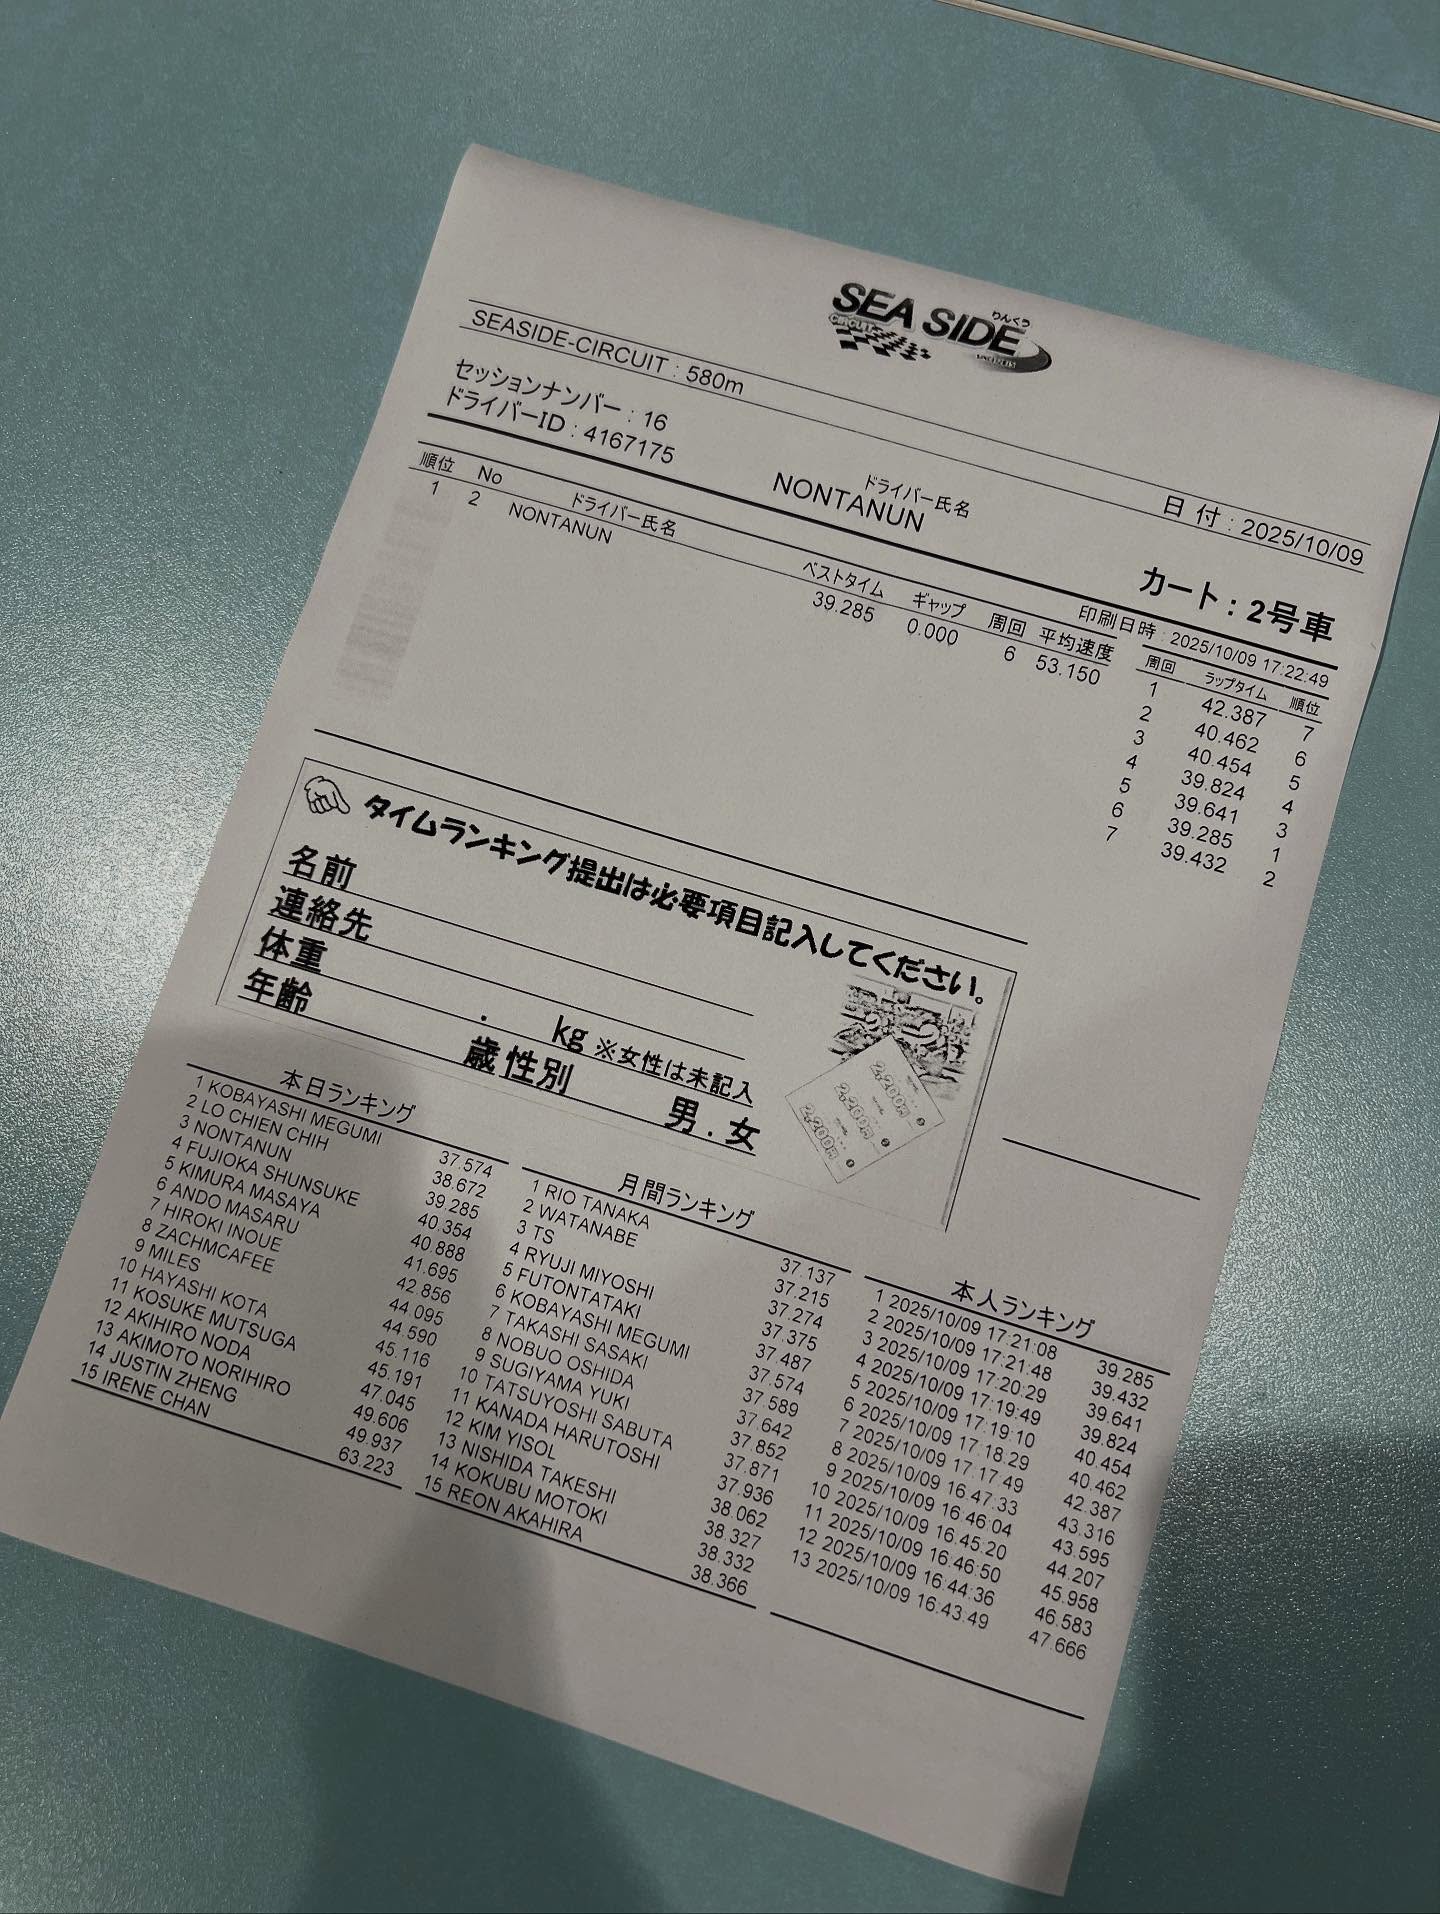 SEA SIDE
りんくう
CIRCUIT
SEASIDE-CIRCUIT : 580m
日 付 : 2025/10/09
セッションナンバー : 16
ドライバーID : 4167175
ドライバー氏名
NONTANUN
カート : 2号車
印刷日時 : 2025/10/09 17:22:49
順位 No ドライバー氏名 ベストタイム ギャップ 周回 平均速度
1 2 NONTANUN 39.285 0.000 6 53.150
周回 ラップタイム 順位
1 42.387 7
2 40.462 6
3 40.454 5
4 39.824 4
5 39.641 3
6 39.285 1
7 39.432 2
タイムランキング提出は必要項目記入してください。
名前
連絡先
体重 . kg ※女性は未記入
年齢 歳 性別 男 . 女
2,200円
2,200円
2,200円
本日ランキング
1 KOBAYASHI MEGUMI 37.574
2 LO CHIEN CHIH 38.672
3 NONTANUN 39.285
4 FUJIOKA SHUNSUKE 40.354
5 KIMURA MASAYA 40.888
6 ANDO MASARU 41.695
7 HIROKI INOUE 42.856
8 ZACHMCAFEE 44.095
9 MILES 44.590
10 HAYASHI KOTA 45.116
11 KOSUKE MUTSUGA 45.191
12 AKIHIRO NODA 47.045
13 AKIMOTO NORIHIRO 49.606
14 JUSTIN ZHENG 49.937
15 IRENE CHAN 63.223
月間ランキング
1 RIO TANAKA 37.137
2 WATANABE 37.215
3 TS 37.274
4 RYUJI MIYOSHI 37.375
5 FUTONTATAKI 37.487
6 KOBAYASHI MEGUMI 37.574
7 TAKASHI SASAKI 37.589
8 NOBUO OSHIDA 37.642
9 SUGIYAMA YUKI 37.852
10 TATSUYOSHI SABUTA 37.871
11 KANADA HARUTOSHI 37.936
12 KIM YISOL 38.062
13 NISHIDA TAKESHI 38.327
14 KOKUBU MOTOKI 38.332
15 REON AKAHIRA 38.366
本人ランキング
1 2025/10/09 17:21:08 39.285
2 2025/10/09 17:21:48 39.432
3 2025/10/09 17:20:29 39.641
4 2025/10/09 17:19:49 39.824
5 2025/10/09 17:19:10 40.454
6 2025/10/09 17:18:29 40.462
7 2025/10/09 17:17:49 42.387
8 2025/10/09 16:47:33 43.316
9 2025/10/09 16:46:04 43.595
10 2025/10/09 16:45:20 44.207
11 2025/10/09 16:46:50 45.958
12 2025/10/09 16:44:36 46.583
13 2025/10/09 16:43:49 47.666